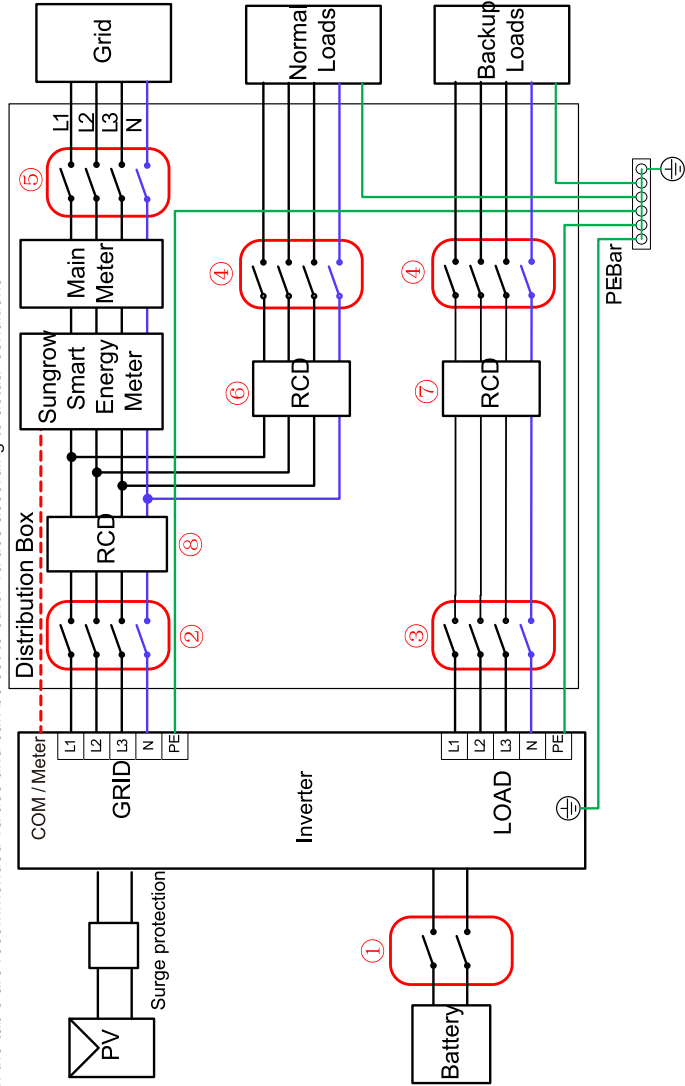 Grid
Normal
Loads
Backup
Loads
L1
L2
L3
N
⑤
④
④
Main
Meter
PE-Bar
Sungrow
Smart
Energy
Meter
⑥
RCD
⑦
RCD
Distribution Box
RCD
⑧
②
③
COM / Meter
L1
L2
L3
N
PE
GRID
Inverter
L1
L2
L3
N
PE
LOAD
Surge protection
①
PV
Battery